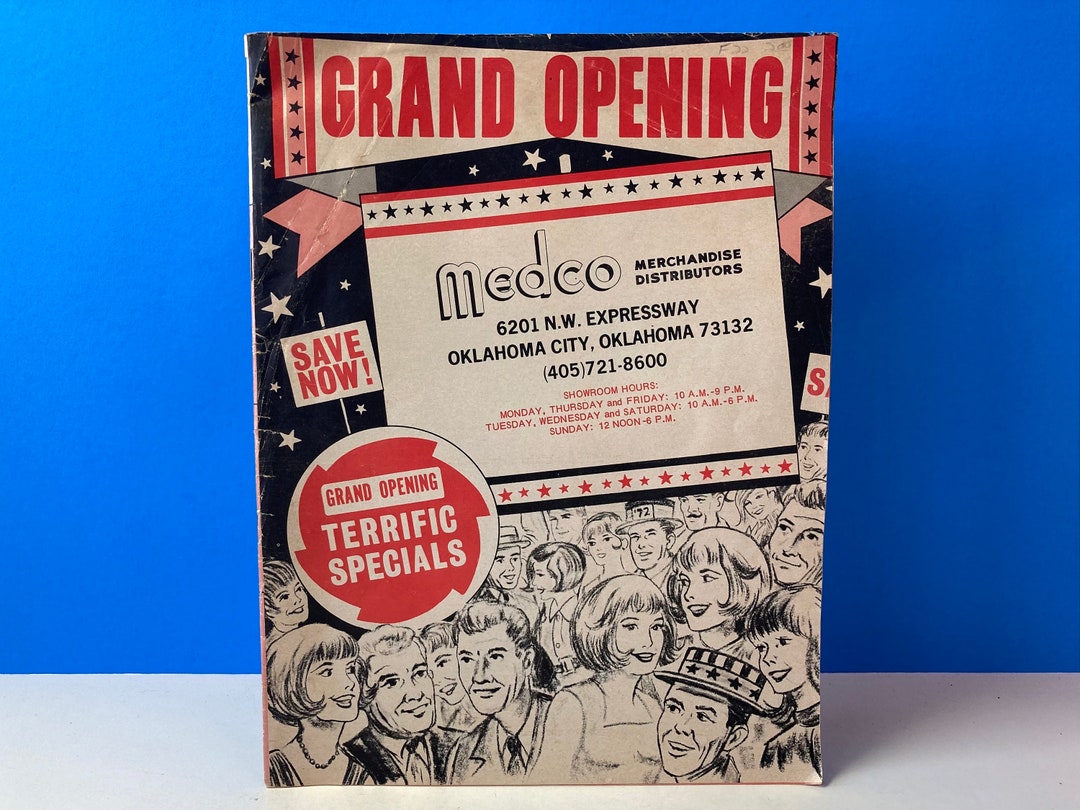 GRAND OPENING
medco MERCHANDISE
DISTRIBUTORS
6201 N.W. EXPRESSWAY
OKLAHOMA CITY, OKLAHOMA 73132
(405)721-8600
SHOWROOM HOURS:
MONDAY, THURSDAY and FRIDAY: 10 A.M.-9 P.M.
TUESDAY, WEDNESDAY and SATURDAY: 10 A.M.-6 P.M.
SUNDAY: 12 NOON-6 P.M.
SAVE
NOW!
GRAND OPENING
TERRIFIC
SPECIALS
'72